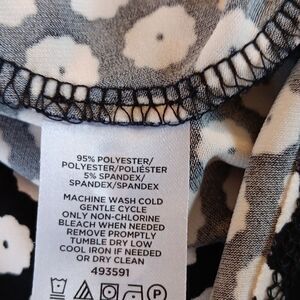 95% POLYESTER/
POLYESTER/POLIÉSTER
5% SPANDEX/
SPANDEX/SPANDEX
MACHINE WASH COLD
GENTLE CYCLE
ONLY NON-CHLORINE
BLEACH WHEN NEEDED
REMOVE PROMPTLY
TUMBLE DRY LOW
COOL IRON IF NEEDED
OR DRY CLEAN
493591
P